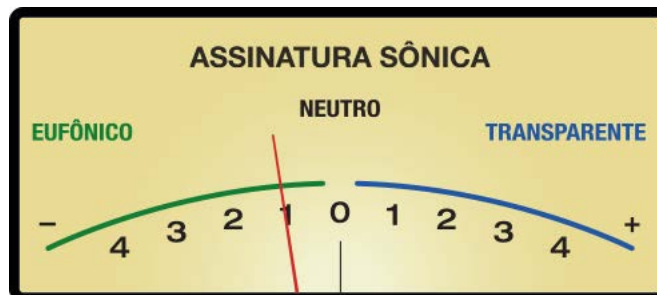 ASSINATURA SÔNICA
NEUTRO
EUFÔNICO TRANSPARENTE
− 4 3 2 1 0 1 2 3 4 +